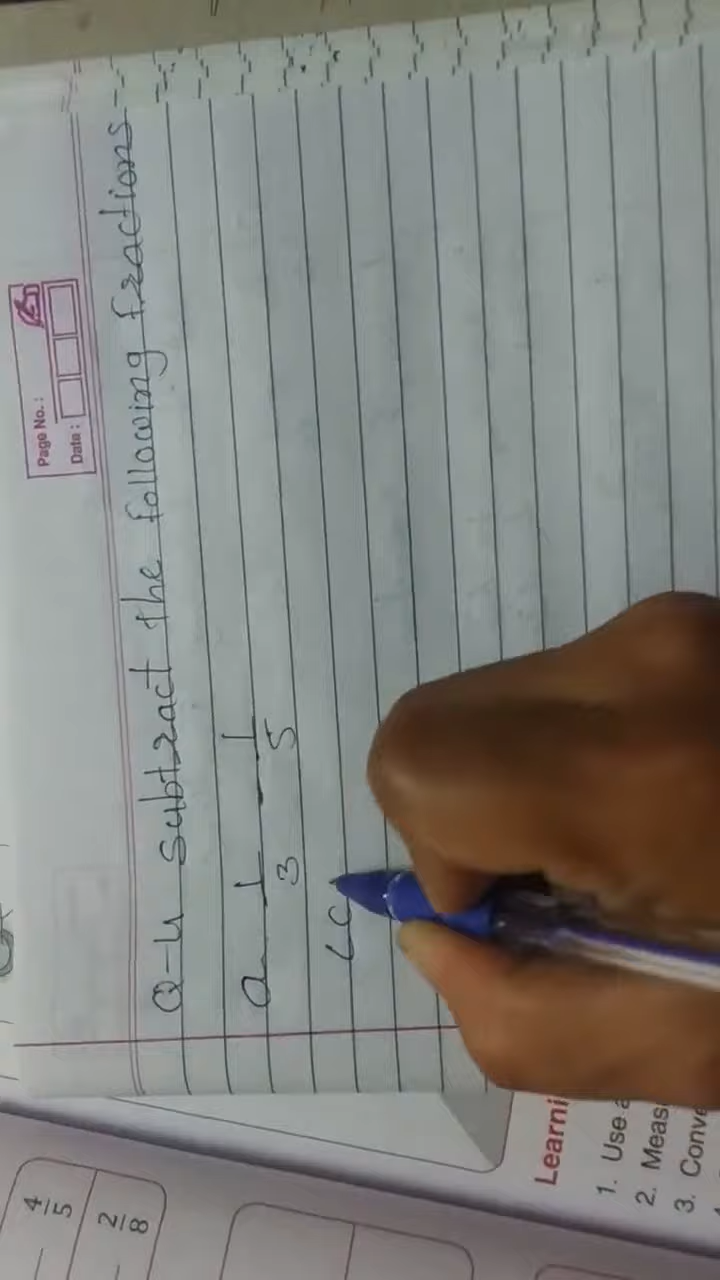 Page No. :
Date :
Q-4 subtract the following fractions
a 1/3 - 1/5
LC
4/5
2/8
Learni
1. Use a
2. Meas
3. Conve